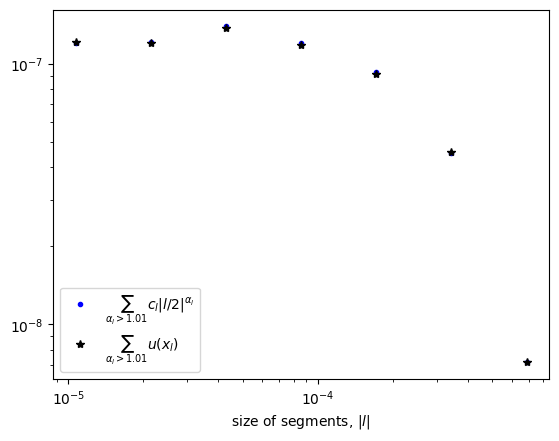 10⁻⁷
10⁻⁸
∑_{α_l>1.01} c_l|l/2|^{α_l}
∑_{α_l>1.01} u(x_l)
10⁻⁵ 10⁻⁴
size of segments, |l|